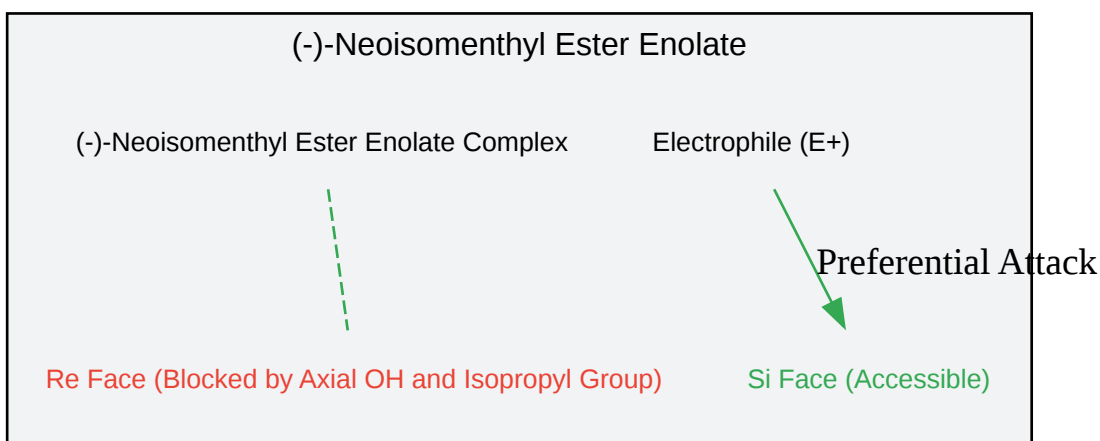 (-)-Neoisomenthyl Ester Enolate
(-)-Neoisomenthyl Ester Enolate Complex
Electrophile (E+)
Preferential Attack
Re Face (Blocked by Axial OH and Isopropyl Group)
Si Face (Accessible)